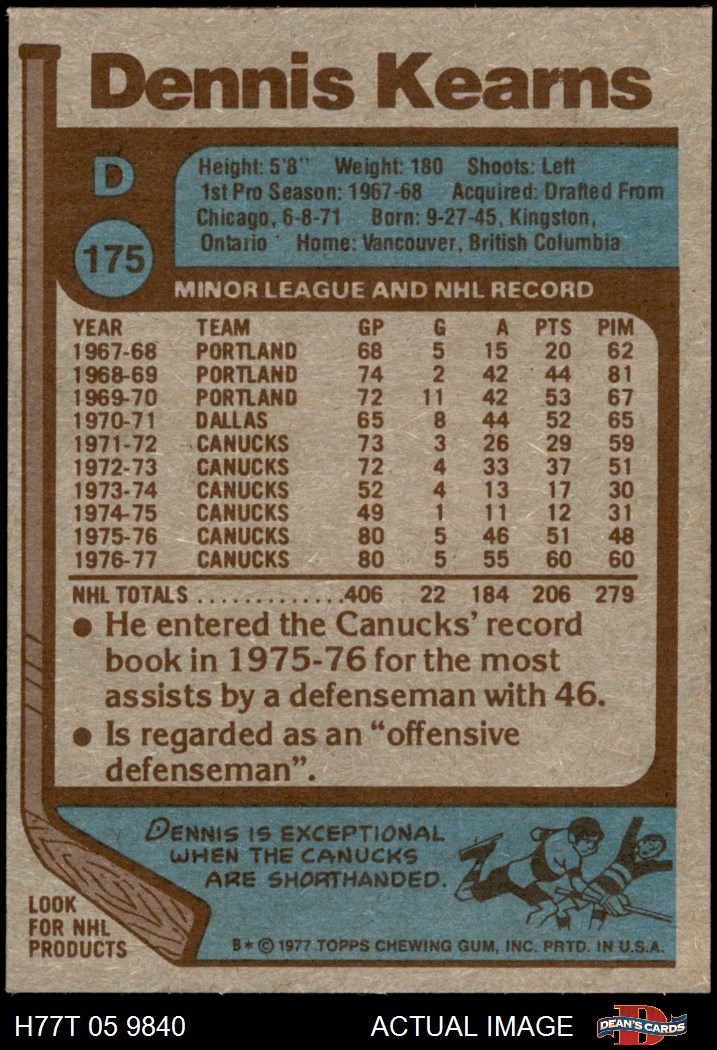 Dennis Kearns
D
175
Height: 5'8" Weight: 180 Shoots: Left
1st Pro Season: 1967-68 Acquired: Drafted From
Chicago, 6-8-71 Born: 9-27-45, Kingston,
Ontario Home: Vancouver, British Columbia
MINOR LEAGUE AND NHL RECORD
YEAR TEAM GP G A PTS PIM
1967-68 PORTLAND 68 5 15 20 62
1968-69 PORTLAND 74 2 42 44 81
1969-70 PORTLAND 72 11 42 53 67
1970-71 DALLAS 65 8 44 52 65
1971-72 CANUCKS 73 3 26 29 59
1972-73 CANUCKS 72 4 33 37 51
1973-74 CANUCKS 52 4 13 17 30
1974-75 CANUCKS 49 1 11 12 31
1975-76 CANUCKS 80 5 46 51 48
1976-77 CANUCKS 80 5 55 60 60
NHL TOTALS .............406 22 184 206 279
● He entered the Canucks' record
book in 1975-76 for the most
assists by a defenseman with 46.
● Is regarded as an "offensive
defenseman".
DENNIS IS EXCEPTIONAL
WHEN THE CANUCKS
ARE SHORTHANDED.
LOOK
FOR NHL
PRODUCTS
B* © 1977 TOPPS CHEWING GUM, INC. PRTD. IN U.S.A.
H77T 05 9840 ACTUAL IMAGE D DEAN'S CARDS